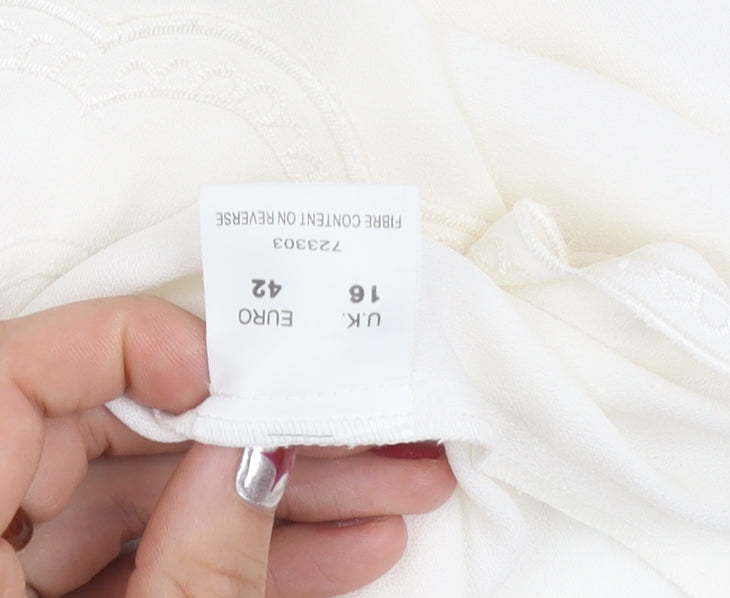 U.K. EURO
16 42
723303
FIBRE CONTENT ON REVERSE